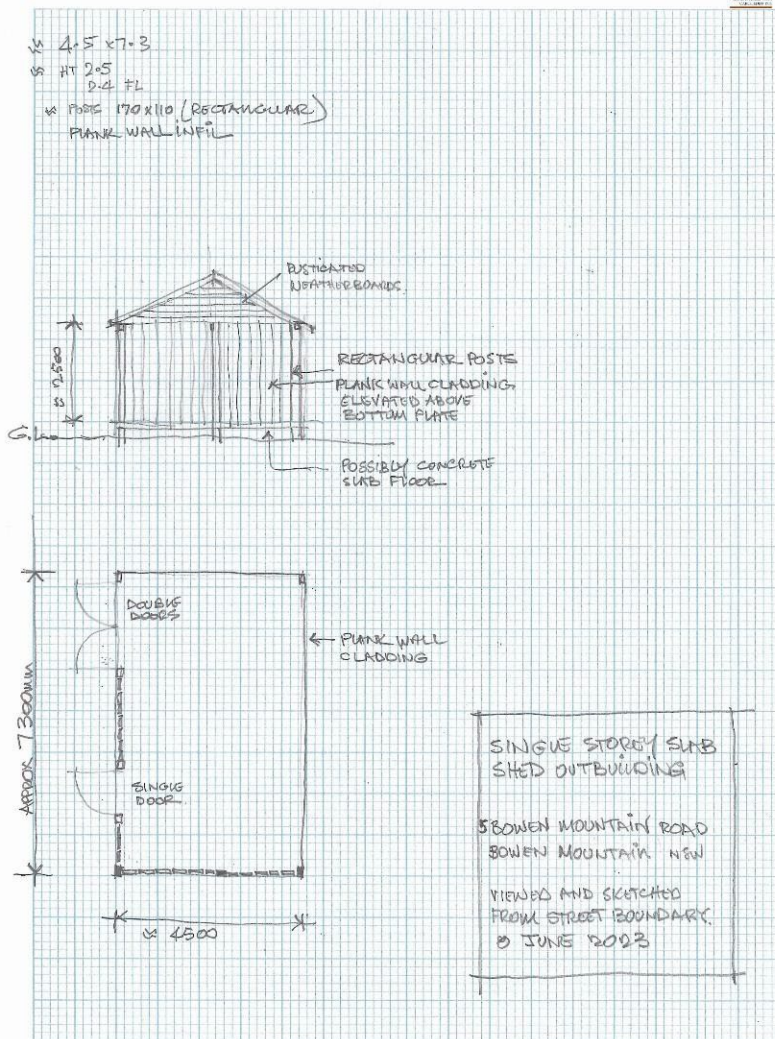 ≈ 4.5 x 7.3
≈ HT 2.5
2.4 FL
≈ POSTS 170 x 110 (RECTANGULAR)
PLANK WALL INFIL
RUSTICATED
WEATHERBOARDS.
≈ 2500
RECTANGULAR POSTS
PLANK WALL CLADDING
ELEVATED ABOVE
BOTTOM PLATE
G.L.
POSSIBLY CONCRETE
SLAB FLOOR
DOUBLE
DOORS
PLANK WALL
CLADDING
APPROX 7300mm
SINGLE
DOOR
≈ 4500
SINGLE STOREY SLAB
SHED OUTBUILDING
5 BOWEN MOUNTAIN ROAD
BOWEN MOUNTAIN NSW
VIEWED AND SKETCHED
FROM STREET BOUNDARY.
JUNE 2023